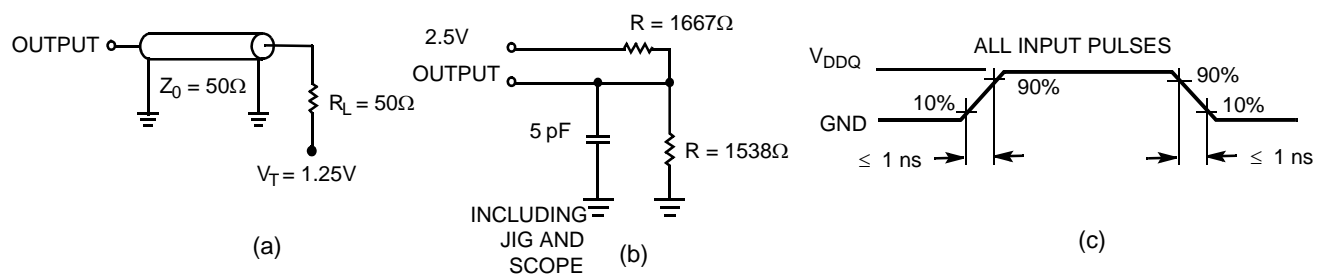 OUTPUT
Z0 = 50Ω
RL = 50Ω
VT = 1.25V
(a)
R = 1667Ω
2.5V
OUTPUT
5 pF
R = 1538Ω
INCLUDING
JIG AND
SCOPE
(b)
ALL INPUT PULSES
VDDQ
GND
10%
90%
90%
10%
≤ 1 ns
≤ 1 ns
(c)